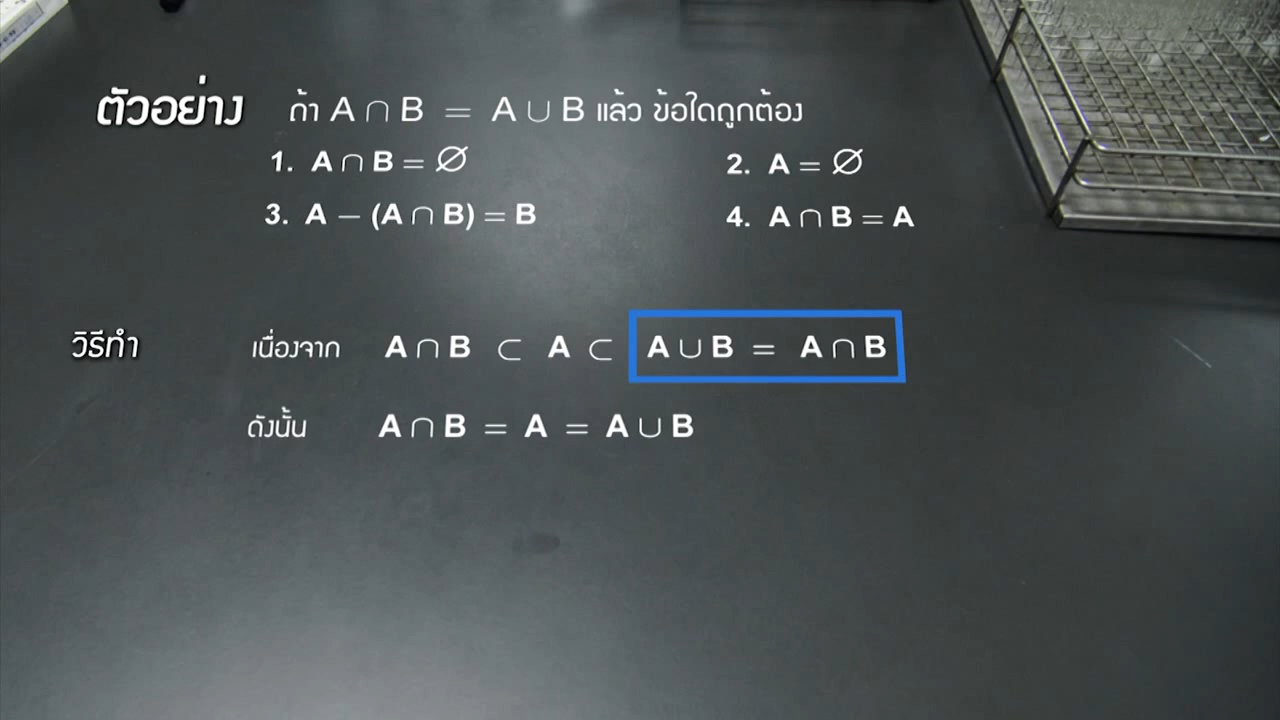 ตัวอย่าง ถ้า A ∩ B = A ∪ B แล้ว ข้อใดถูกต้อง
1. A ∩ B = ∅ 2. A = ∅
3. A − (A ∩ B) = B 4. A ∩ B = A
วิธีทำ เนื่องจาก A ∩ B ⊂ A ⊂ A ∪ B = A ∩ B
ดังนั้น A ∩ B = A = A ∪ B